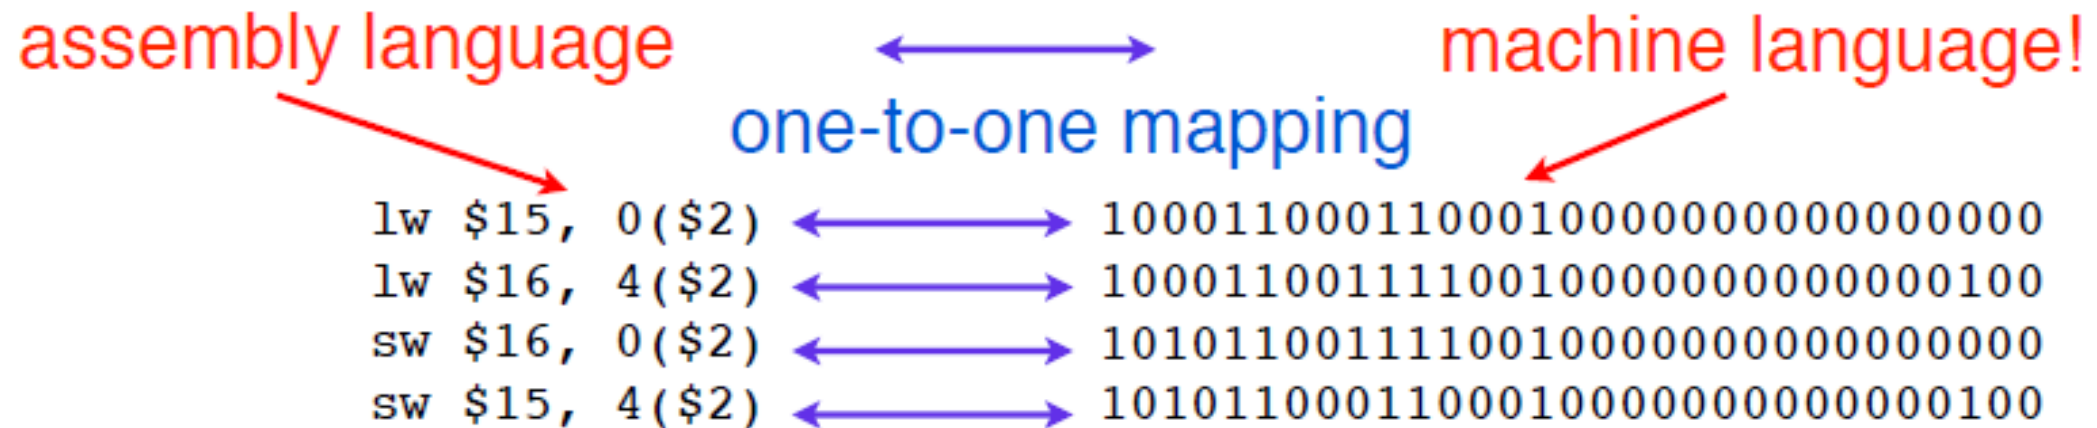 assembly language machine language!
one-to-one mapping
lw $15, 0($2) 10001100011000100000000000000000
lw $16, 4($2) 10001100111100100000000000000100
sw $16, 0($2) 10101100111100100000000000000000
sw $15, 4($2) 10101100011000100000000000000100